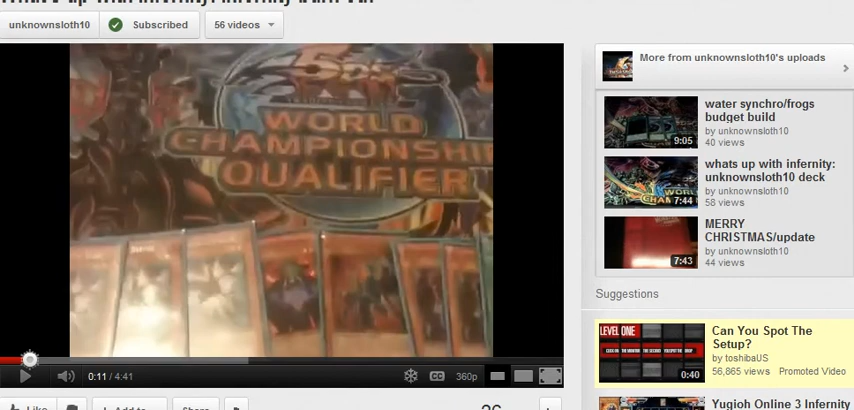 unknownsloth10
Subscribed
56 videos
WORLD
CHAMPIONSHIP
QUALIFIER
0:11 / 4:41
CC
360p
Like
Add to
Share
More from unknownsloth10's uploads
9:05
water synchro/frogs
budget build
by unknownsloth10
40 views
7:44
whats up with infernity:
unknownsloth10 deck
by unknownsloth10
58 views
7:43
MERRY
CHRISTMAS/update
by unknownsloth10
44 views
Suggestions
LEVEL ONE
0:40
Can You Spot The
Setup?
by toshibaUS
56,865 views Promoted Video
Yugioh Online 3 Infernity